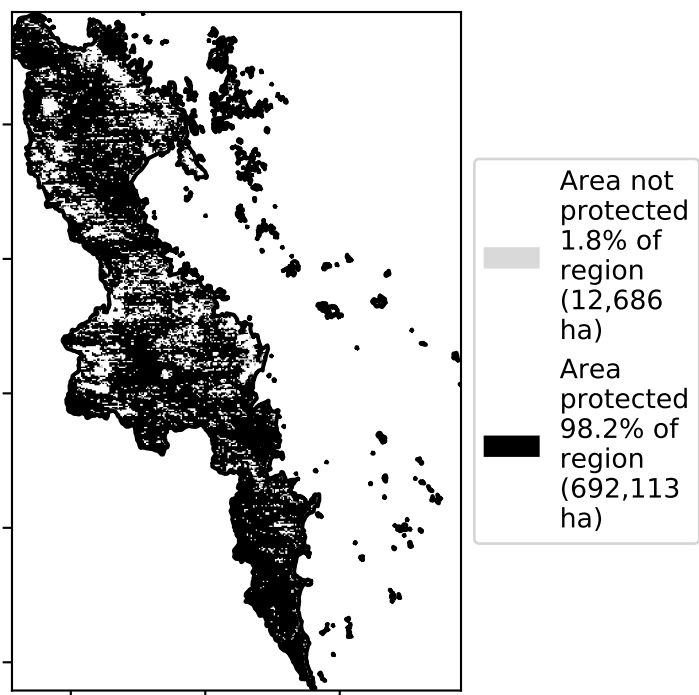 Area not
protected
1.8% of
region
(12,686
ha)
Area
protected
98.2% of
region
(692,113
ha)